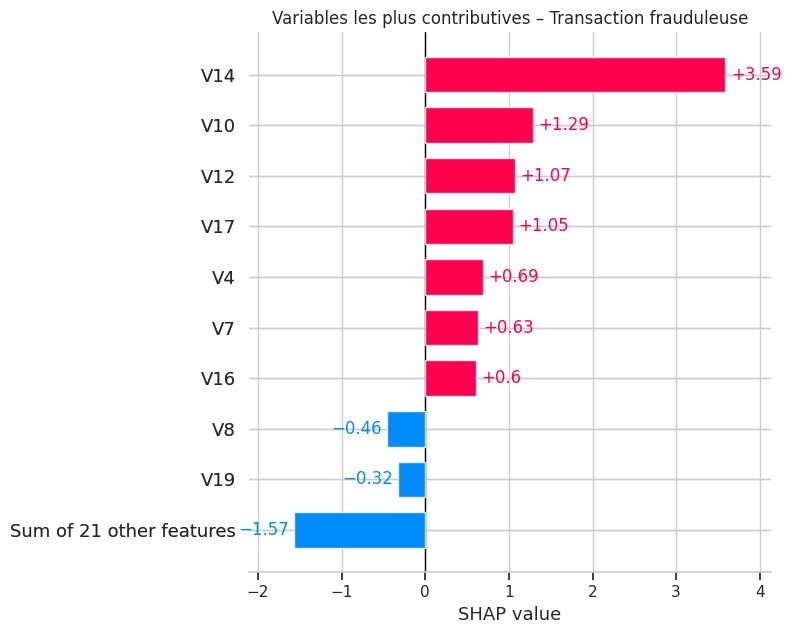 Variables les plus contributives – Transaction frauduleuse
V14 +3.59
V10 +1.29
V12 +1.07
V17 +1.05
V4 +0.69
V7 +0.63
V16 +0.6
V8 −0.46
V19 −0.32
Sum of 21 other features −1.57
−2 −1 0 1 2 3 4
SHAP value